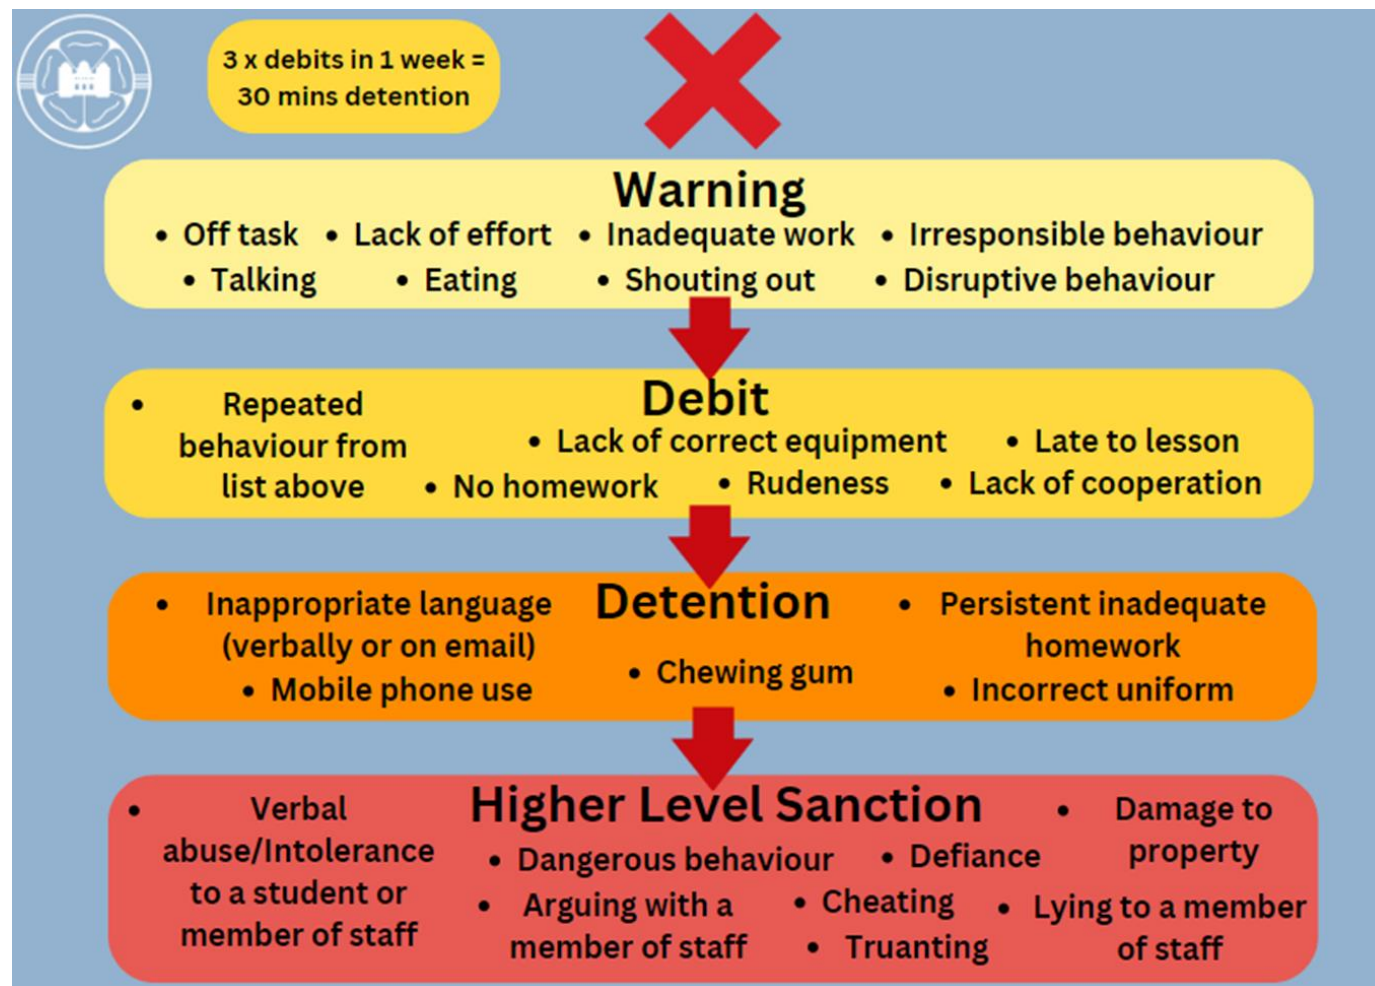 3 x debits in 1 week =
30 mins detention
Warning
• Off task • Lack of effort • Inadequate work • Irresponsible behaviour
• Talking • Eating • Shouting out • Disruptive behaviour
Debit
• Repeated
behaviour from
list above
• Lack of correct equipment • Late to lesson
• No homework • Rudeness • Lack of cooperation
Detention
• Inappropriate language
(verbally or on email)
• Mobile phone use
• Chewing gum
• Persistent inadequate
homework
• Incorrect uniform
Higher Level Sanction
• Verbal
abuse/Intolerance
to a student or
member of staff
• Dangerous behaviour • Defiance
• Arguing with a
member of staff
• Cheating
• Truanting
• Damage to
property
• Lying to a member
of staff